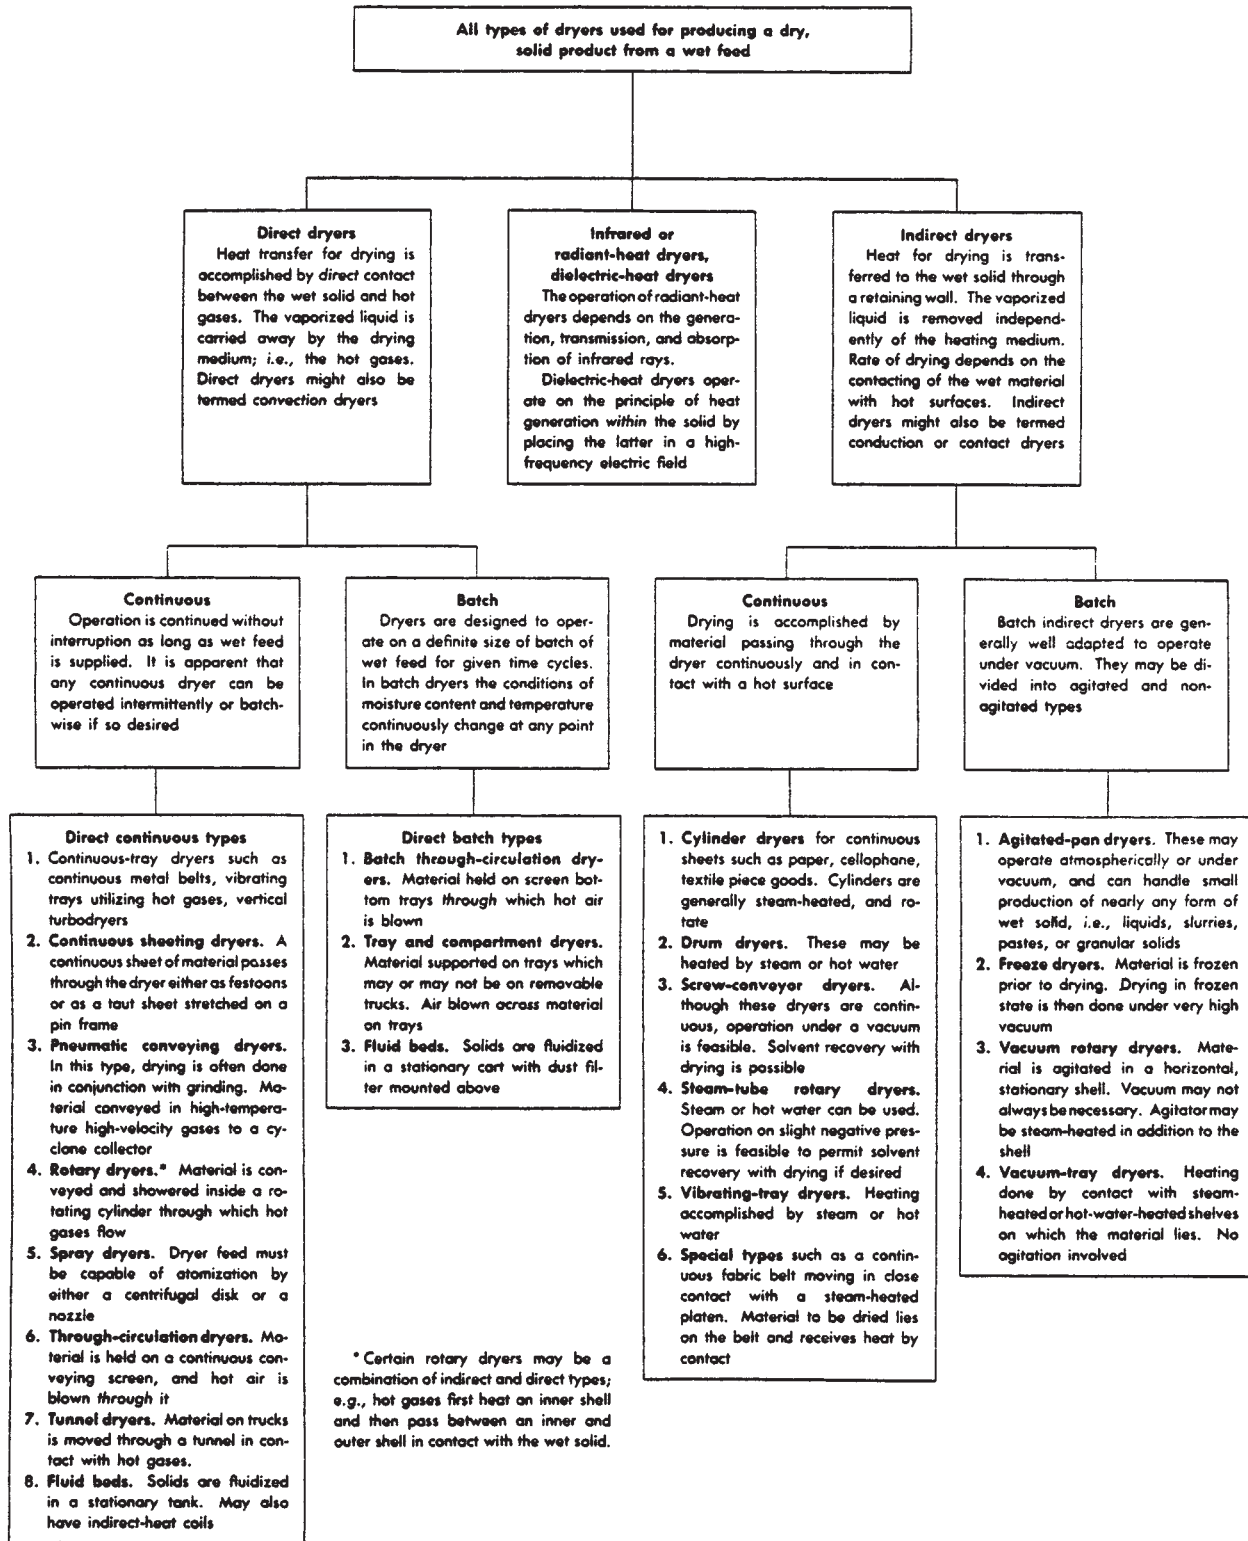 All types of dryers used for producing a dry,
solid product from a wet feed
Direct dryers
Heat transfer for drying is
accomplished by direct contact
between the wet solid and hot
gases. The vaporized liquid is
carried away by the drying
medium; i.e., the hot gases.
Direct dryers might also be
termed convection dryers
Infrared or
radiant-heat dryers,
dielectric-heat dryers
The operation of radiant-heat
dryers depends on the genera-
tion, transmission, and absorp-
tion of infrared rays.
Dielectric-heat dryers oper-
ate on the principle of heat
generation within the solid by
placing the latter in a high-
frequency electric field
Indirect dryers
Heat for drying is trans-
ferred to the wet solid through
a retaining wall. The vaporized
liquid is removed independ-
ently of the heating medium.
Rate of drying depends on the
contacting of the wet material
with hot surfaces. Indirect
dryers might also be termed
conduction or contact dryers
Continuous
Operation is continued without
interruption as long as wet feed
is supplied. It is apparent that
any continuous dryer can be
operated intermittently or batch-
wise if so desired
Batch
Dryers are designed to oper-
ate on a definite size of batch of
wet feed for given time cycles.
In batch dryers the conditions of
moisture content and temperature
continuously change at any point
in the dryer
Continuous
Drying is accomplished by
material passing through the
dryer continuously and in con-
tact with a hot surface
Batch
Batch indirect dryers are gen-
erally well adapted to operate
under vacuum. They may be di-
vided into agitated and non-
agitated types
Direct continuous types
1. Continuous-tray dryers such as
continuous metal belts, vibrating
trays utilizing hot gases, vertical
turbodryers
2. Continuous sheeting dryers. A
continuous sheet of material passes
through the dryer either as festoons
or as a taut sheet stretched on a
pin frame
3. Pneumatic conveying dryers.
In this type, drying is often done
in conjunction with grinding. Ma-
terial conveyed in high-tempera-
ture high-velocity gases to a cy-
clone collector
4. Rotary dryers.* Material is con-
veyed and showered inside a ro-
tating cylinder through which hot
gases flow
5. Spray dryers. Dryer feed must
be capable of atomization by
either a centrifugal disk or a
nozzle
6. Through-circulation dryers. Ma-
terial is held on a continuous con-
veying screen, and hot air is
blown through it
7. Tunnel dryers. Material on trucks
is moved through a tunnel in con-
tact with hot gases.
8. Fluid beds. Solids are fluidized
in a stationary tank. May also
have indirect-heat coils
Direct batch types
1. Batch through-circulation dry-
ers. Material held on screen bot-
tom trays through which hot air
is blown
2. Tray and compartment dryers.
Material supported on trays which
may or may not be on removable
trucks. Air blown across material
on trays
3. Fluid beds. Solids are fluidized
in a stationary cart with dust fil-
ter mounted above
* Certain rotary dryers may be a
combination of indirect and direct types;
e.g., hot gases first heat an inner shell
and then pass between an inner and
outer shell in contact with the wet solid.
1. Cylinder dryers for continuous
sheets such as paper, cellophane,
textile piece goods. Cylinders are
generally steam-heated, and ro-
tate
2. Drum dryers. These may be
heated by steam or hot water
3. Screw-conveyor dryers. Al-
though these dryers are contin-
uous, operation under a vacuum
is feasible. Solvent recovery with
drying is possible
4. Steam-tube rotary dryers.
Steam or hot water can be used.
Operation on slight negative pres-
sure is feasible to permit solvent
recovery with drying if desired
5. Vibrating-tray dryers. Heating
accomplished by steam or hot
water
6. Special types such as a contin-
uous fabric belt moving in close
contact with a steam-heated
platen. Material to be dried lies
on the belt and receives heat by
contact
1. Agitated-pan dryers. These may
operate atmospherically or under
vacuum, and can handle small
production of nearly any form of
wet solid, i.e., liquids, slurries,
pastes, or granular solids
2. Freeze dryers. Material is frozen
prior to drying. Drying in frozen
state is then done under very high
vacuum
3. Vacuum rotary dryers. Mate-
rial is agitated in a horizontal,
stationary shell. Vacuum may not
always be necessary. Agitator may
be steam-heated in addition to the
shell
4. Vacuum-tray dryers. Heating
done by contact with steam-
heated or hot-water-heated shelves
on which the material lies. No
agitation involved